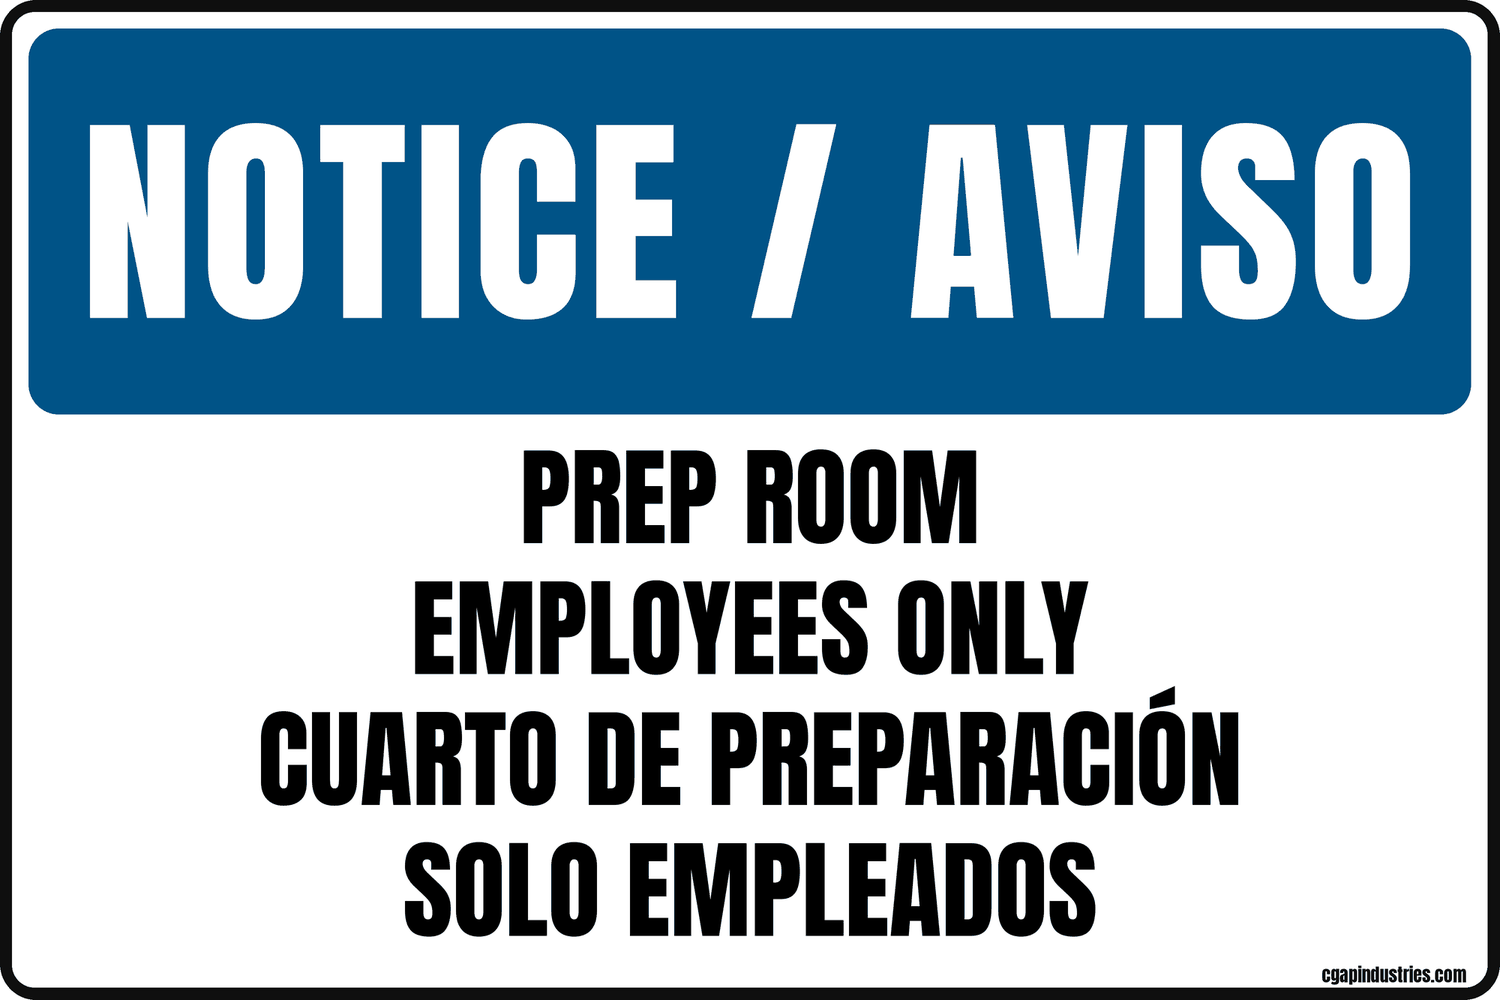 NOTICE / AVISO
PREP ROOM
EMPLOYEES ONLY
CUARTO DE PREPARACIÓN
SOLO EMPLEADOS
cgapindustries.com